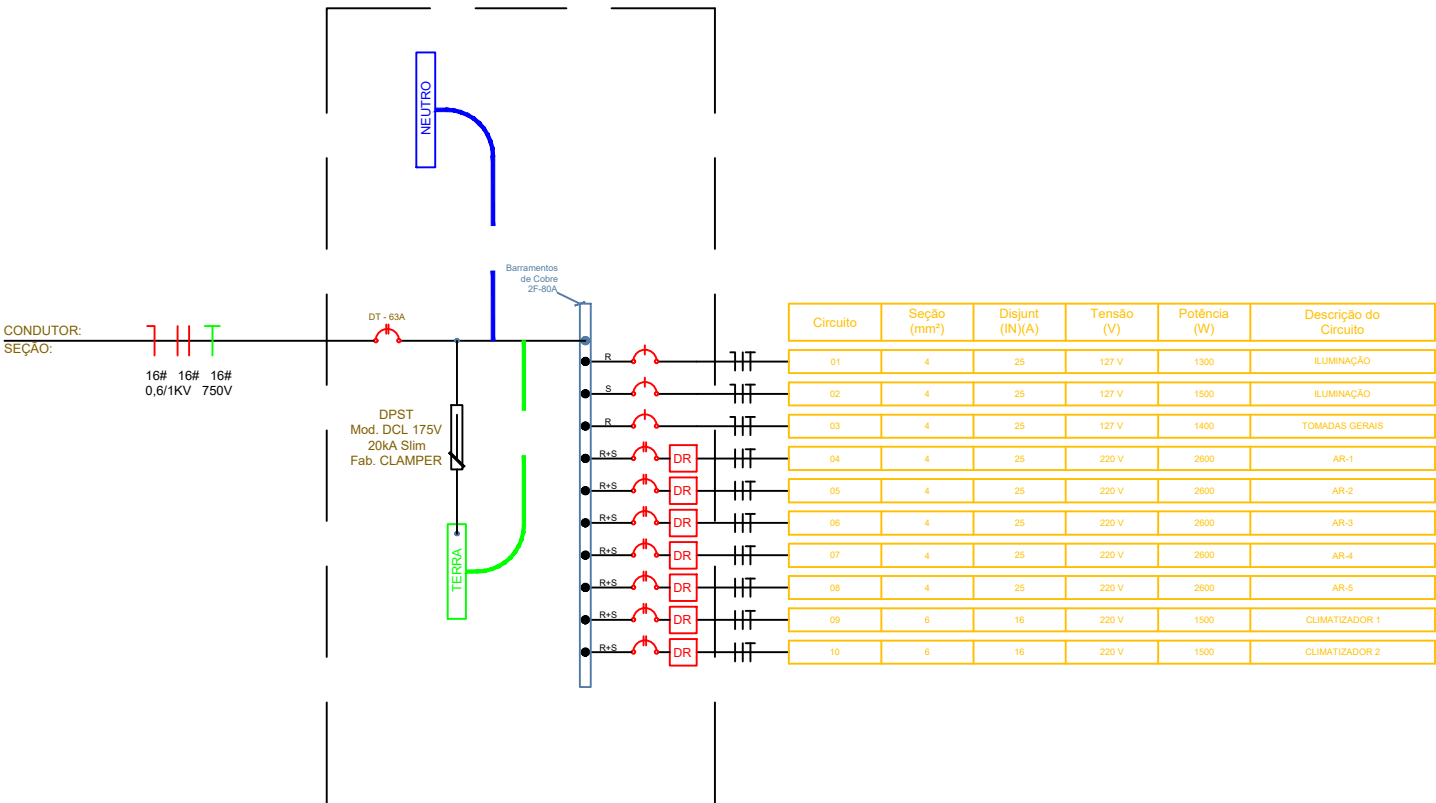 NEUTRO
Barramentos
de Cobre
2F-80A
CONDUTOR:
SEÇÃO:
16# 16# 16#
0,6/1KV 750V
DT - 63A
DPST
Mod. DCL 175V
20kA Slim
Fab. CLAMPER
TERRA
Circuito Seção (mm²) Disjunt (IN)(A) Tensão (V) Potência (W) Descrição do Circuito
R 01 4 25 127 V 1300 ILUMINAÇÃO
S 02 4 25 127 V 1500 ILUMINAÇÃO
R 03 4 25 127 V 1400 TOMADAS GERAIS
R+S DR 04 4 25 220 V 2600 AR-1
R+S DR 05 4 25 220 V 2600 AR-2
R+S DR 06 4 25 220 V 2600 AR-3
R+S DR 07 4 25 220 V 2600 AR-4
R+S DR 08 4 25 220 V 2600 AR-5
R+S DR 09 6 16 220 V 1500 CLIMATIZADOR 1
R+S DR 10 6 16 220 V 1500 CLIMATIZADOR 2